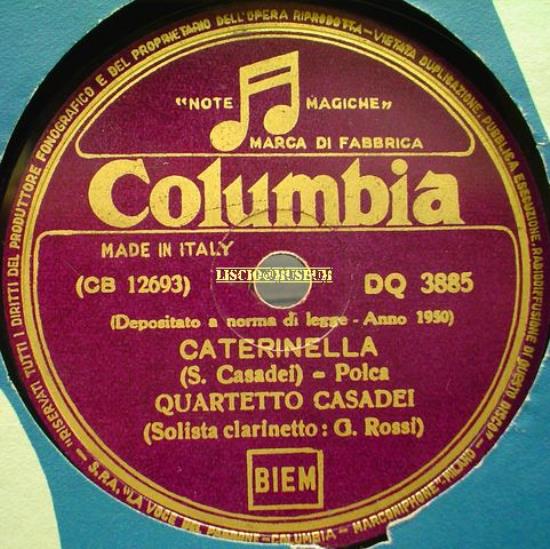 "RISERVATI TUTTI I DIRITTI DEL PRODUTTORE FONOGRAFICO E DEL PROPRIETARIO DELL'OPERA RIPRODOTTA - VIETATA DUPLICAZIONE, PUBBLICA ESECUZIONE, RADIODIFFUSIONE DI QUESTO DISCO"
"NOTE MAGICHE"
MARCA DI FABBRICA
Columbia
MADE IN ITALY
LISCIO@MUSEUM
(CB 12693) DQ 3885
(Depositato a norma di legge - Anno 1950)
CATERINELLA
(S. Casadei) - Polca
QUARTETTO CASADEI
(Solista clarinetto: G. Rossi)
BIEM
- S.P.A. "LA VOCE DEL PADRONE - COLUMBIA - MARCONIPHONE" - MILANO -